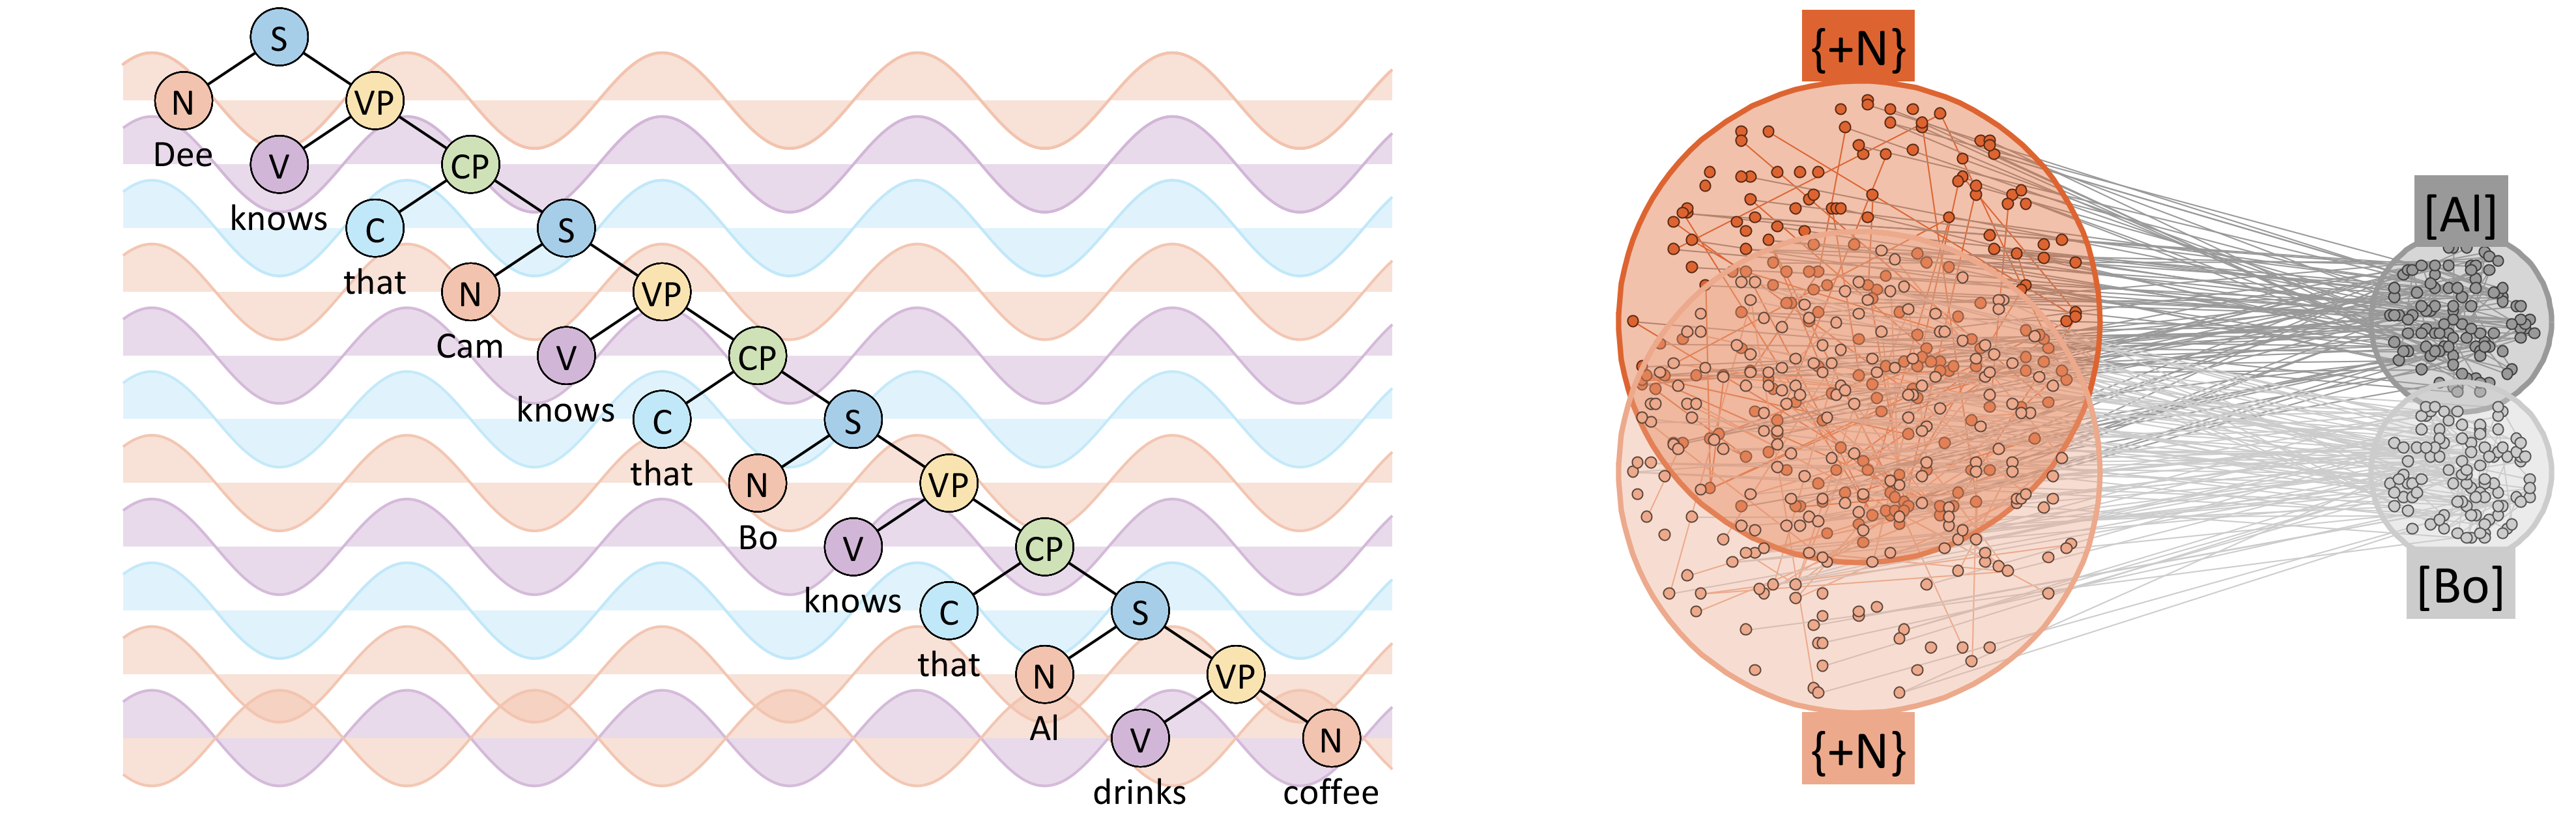 S
N VP
Dee V CP
knows C S
that N VP
Cam V CP
knows C S
that N VP
Bo V CP
knows C S
that N VP
Al V N
drinks coffee
{+N}
[Al]
[Bo]
{+N}